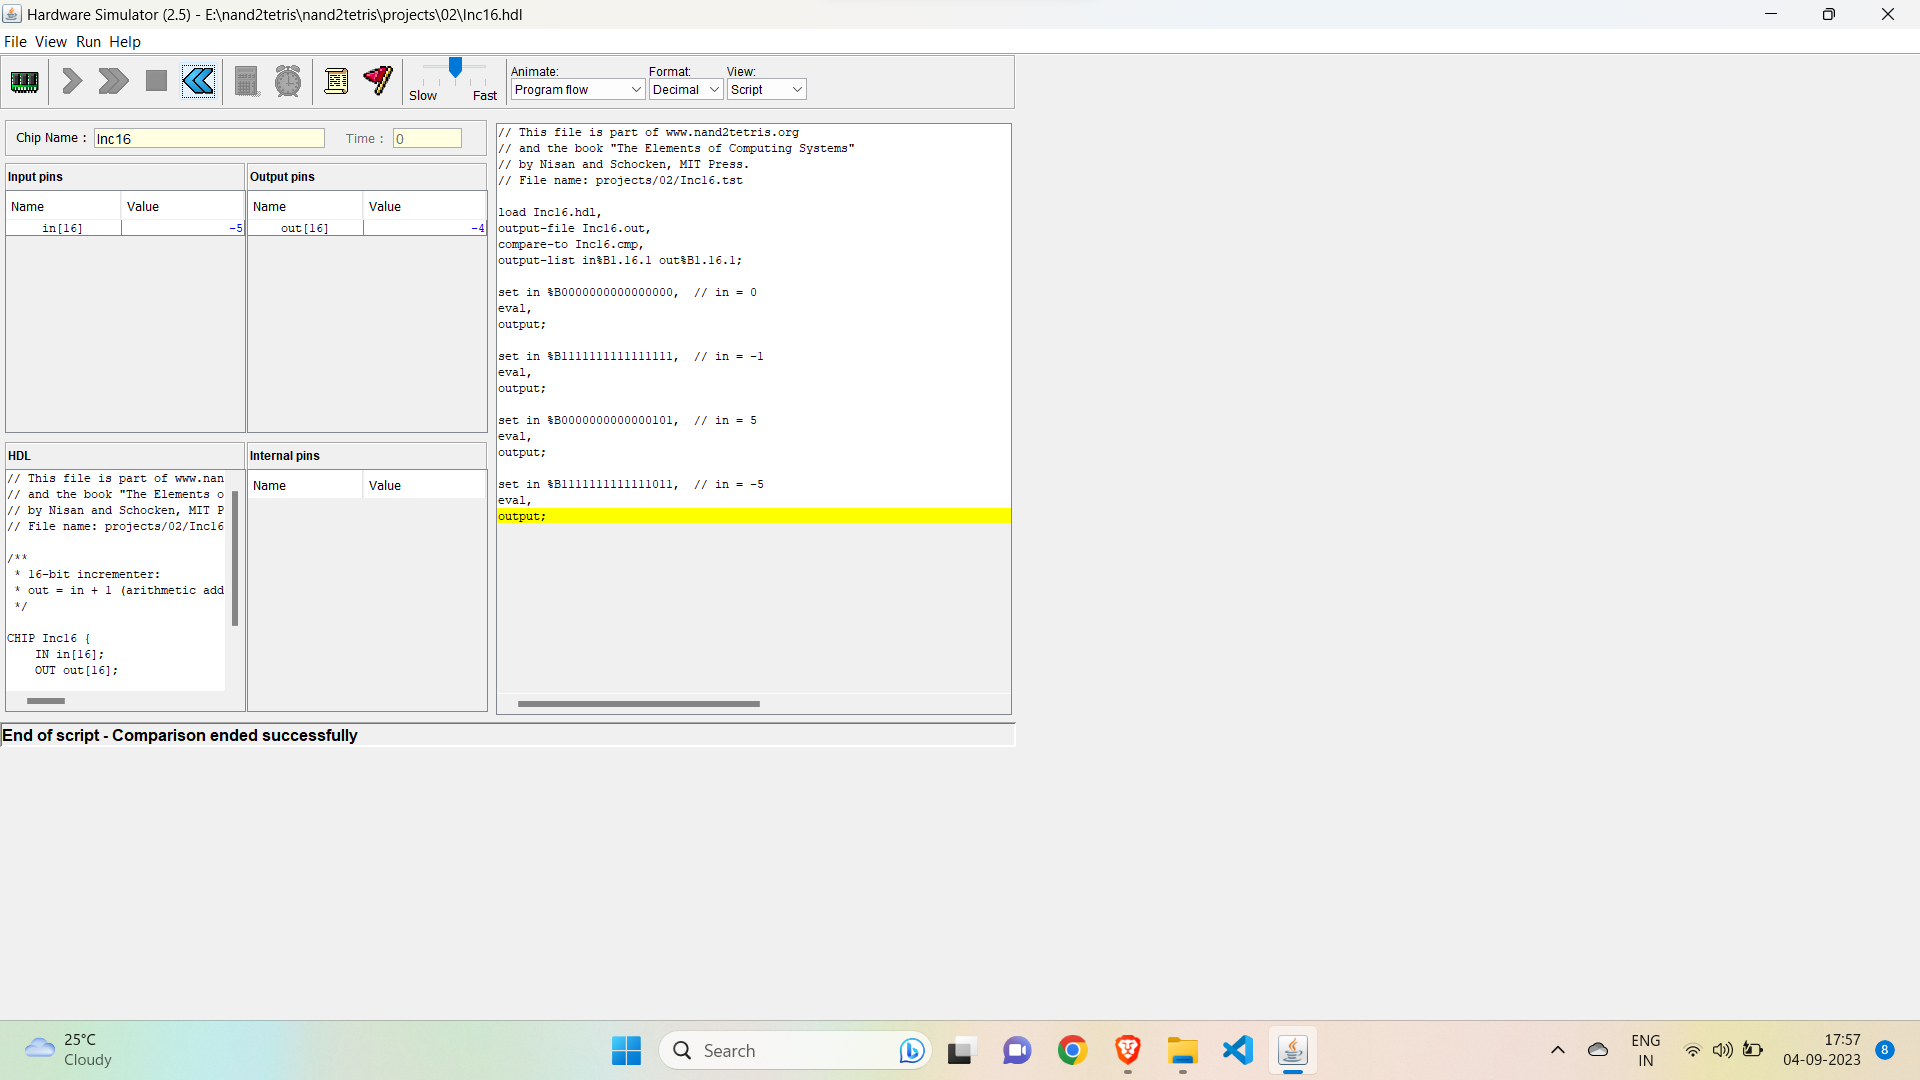 Hardware Simulator (2.5) - E:\nand2tetris\nand2tetris\projects\02\Inc16.hdl
File View Run Help
Slow Fast
Animate: Format: View:
Program flow Decimal Script
Chip Name : Inc16 Time : 0
Input pins
Name Value
in[16] -5
Output pins
Name Value
out[16] -4
HDL
// This file is part of www.nan
// and the book "The Elements o
// by Nisan and Schocken, MIT P
// File name: projects/02/Inc16
/**
* 16-bit incrementer:
* out = in + 1 (arithmetic add
*/
CHIP Inc16 {
IN in[16];
OUT out[16];
Internal pins
Name Value
// This file is part of www.nand2tetris.org
// and the book "The Elements of Computing Systems"
// by Nisan and Schocken, MIT Press.
// File name: projects/02/Inc16.tst
load Inc16.hdl,
output-file Inc16.out,
compare-to Inc16.cmp,
output-list in%B1.16.1 out%B1.16.1;
set in %B0000000000000000, // in = 0
eval,
output;
set in %B1111111111111111, // in = -1
eval,
output;
set in %B0000000000000101, // in = 5
eval,
output;
set in %B1111111111111011, // in = -5
eval,
output;
End of script - Comparison ended successfully
25°C
Cloudy
Search
ENG
IN
17:57
04-09-2023
8